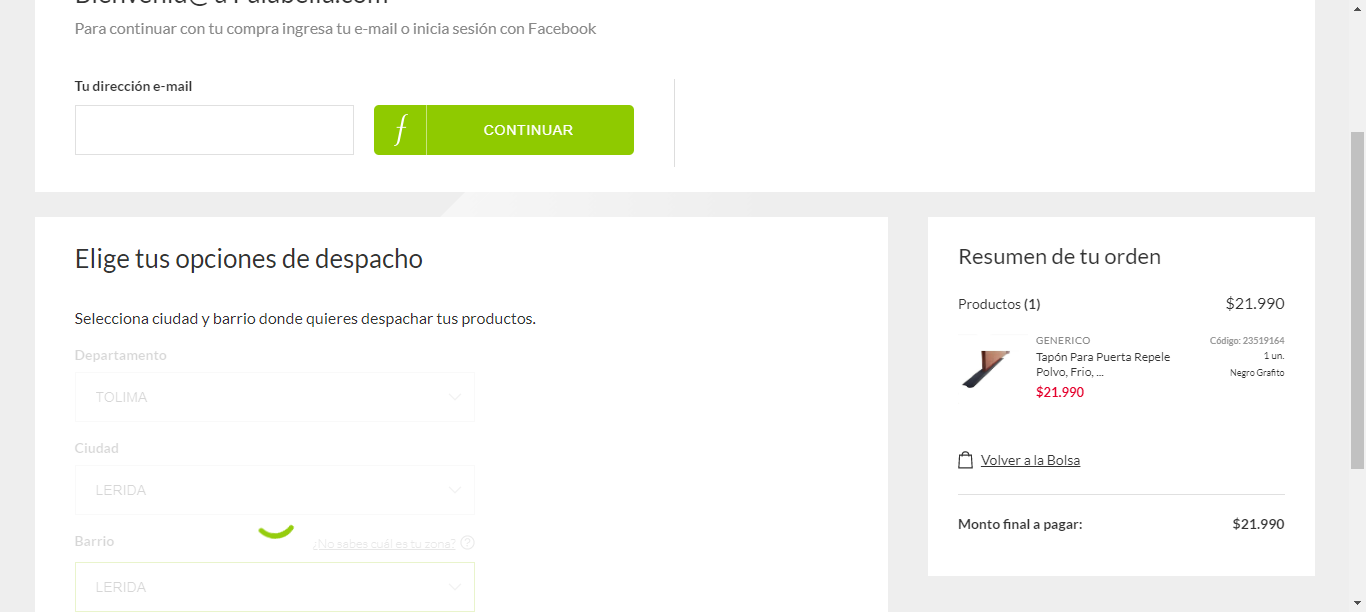 Bienvenid@ a Falabella.com
Para continuar con tu compra ingresa tu e-mail o inicia sesión con Facebook
Tu dirección e-mail
f CONTINUAR
Elige tus opciones de despacho
Selecciona ciudad y barrio donde quieres despachar tus productos.
Departamento
TOLIMA
Ciudad
LERIDA
Barrio
¿No sabes cuál es tu zona? ?
LERIDA
Resumen de tu orden
Productos (1) $21.990
GENERICO Código: 23519164
Tapón Para Puerta Repele 1 un.
Polvo, Frio, ... Negro Grafito
$21.990
Volver a la Bolsa
Monto final a pagar: $21.990